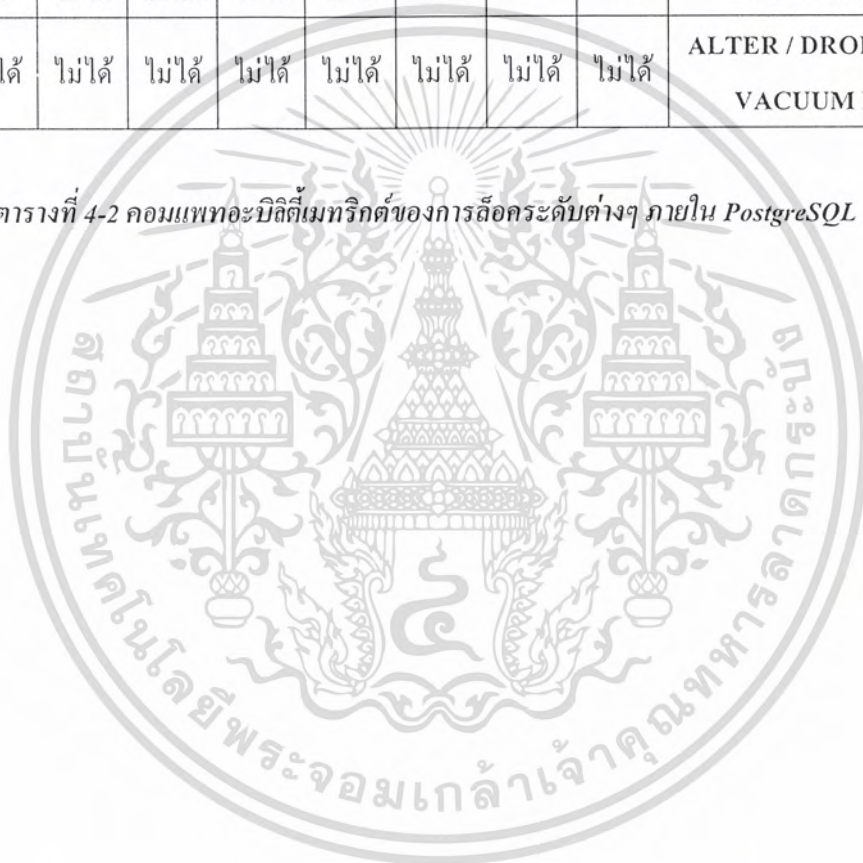 ไม่ได้ ไม่ได้ ไม่ได้ ไม่ได้ ไม่ได้ ไม่ได้ ไม่ได้ ALTER / DRO
VACUUM
ตารางที่ 4-2 คอมแพทอะบิลิตี้เมทริกต์ของการล็อคระดับต่างๆ ภายใน PostgreSQL
สถาบันเทคโนโลยีพระจอมเกล้าเจ้าคุณทหารลาดกระบัง